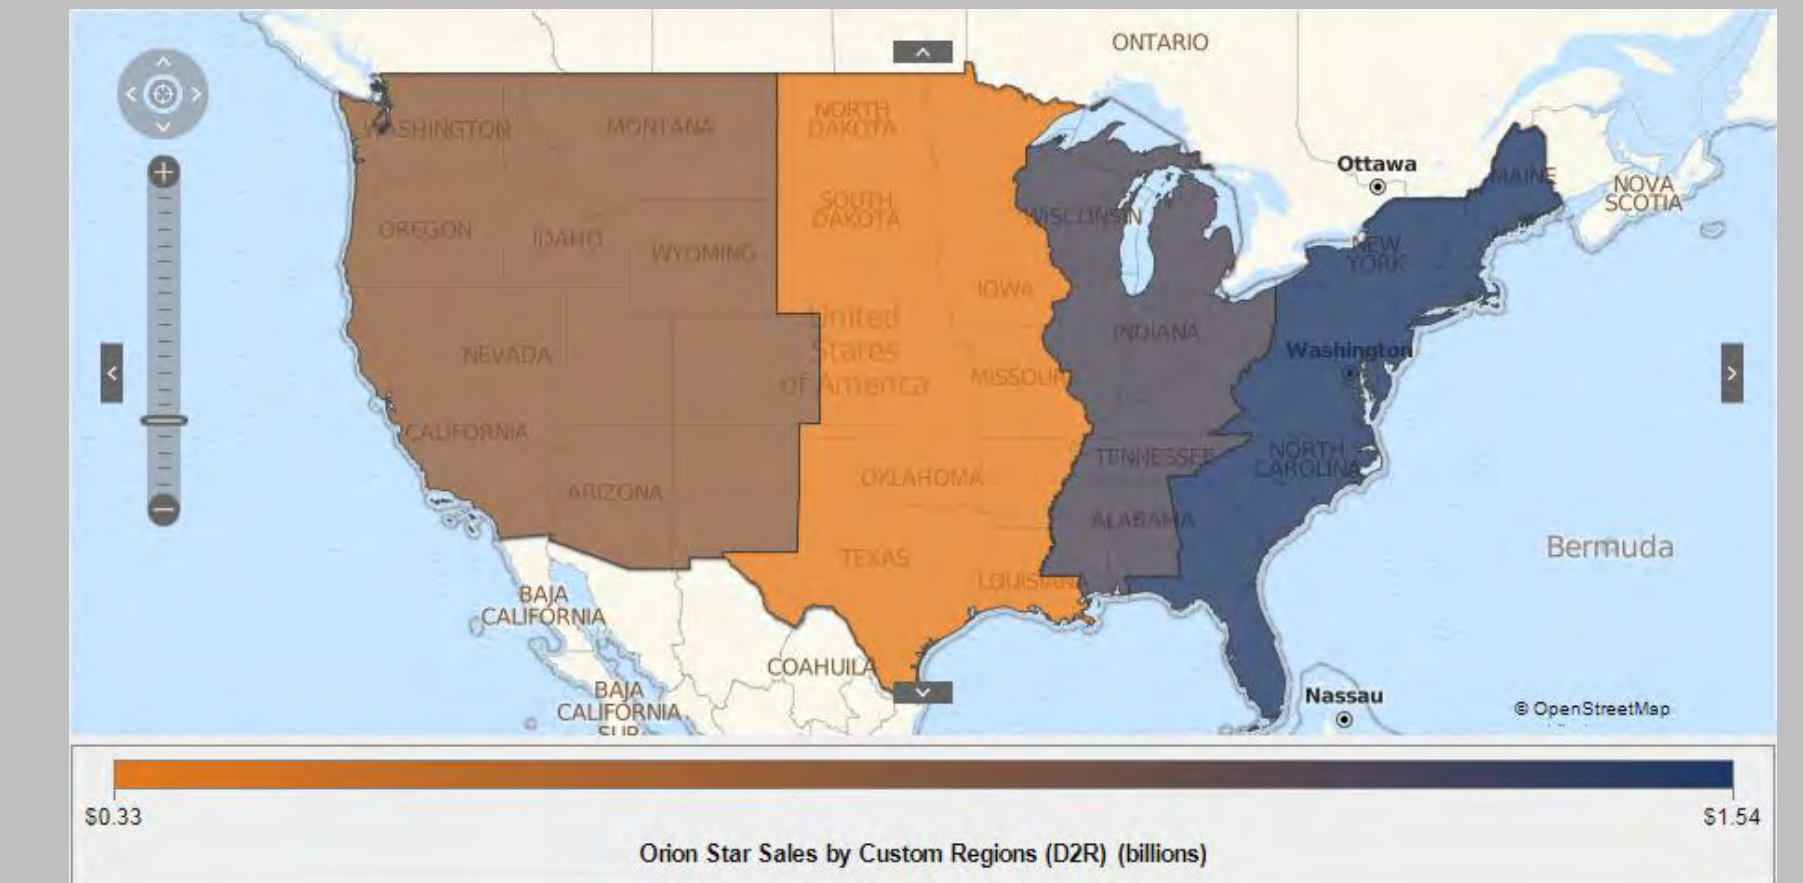 ONTARIO
NORTH
DAKOTA
WASHINGTON
MONTANA
Ottawa
MAINE
NOVA
SCOTIA
SOUTH
DAKOTA
WISCONSIN
OREGON
IDAHO
WYOMING
NEW
YORK
IOWA
United
States
of America
INDIANA
NEVADA
Washington
MISSOURI
CALIFORNIA
TENNESSEE
NORTH
CAROLINA
OKLAHOMA
ARIZONA
ALABAMA
Bermuda
TEXAS
LOUISIANA
BAJA
CALIFORNIA
COAHUILA
BAJA
CALIFORNIA
SUR
Nassau
© OpenStreetMap
$0.33
$1.54
Orion Star Sales by Custom Regions (D2R) (billions)